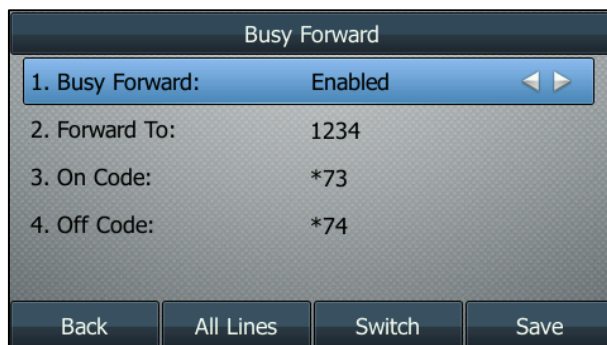 Busy Forward
1. Busy Forward: Enabled
2. Forward To: 1234
3. On Code: *73
4. Off Code: *74
Back All Lines Switch Save